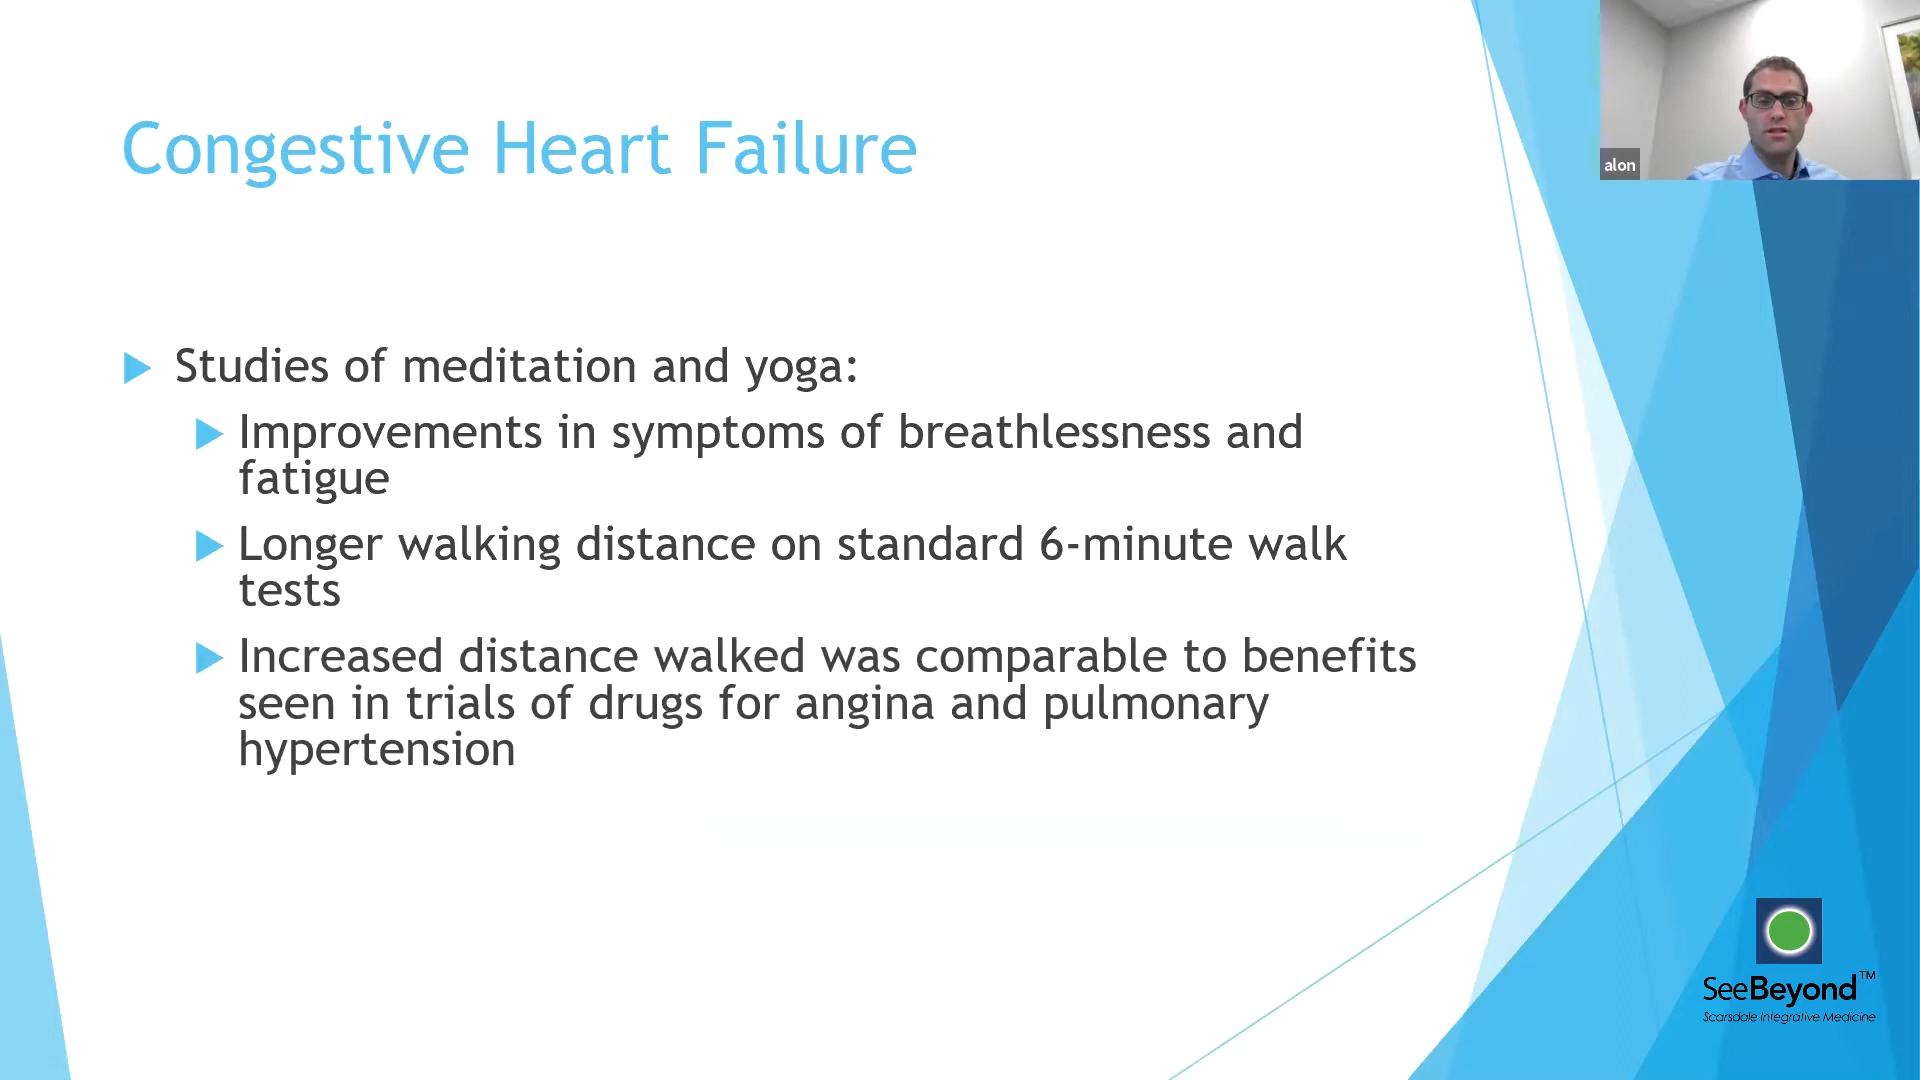 Congestive Heart Failure
alon
Studies of meditation and yoga:
Improvements in symptoms of breathlessness and
fatigue
Longer walking distance on standard 6-minute walk
tests
Increased distance walked was comparable to benefits
seen in trials of drugs for angina and pulmonary
hypertension
SeeBeyond™
Scarsdale Integrative Medicine